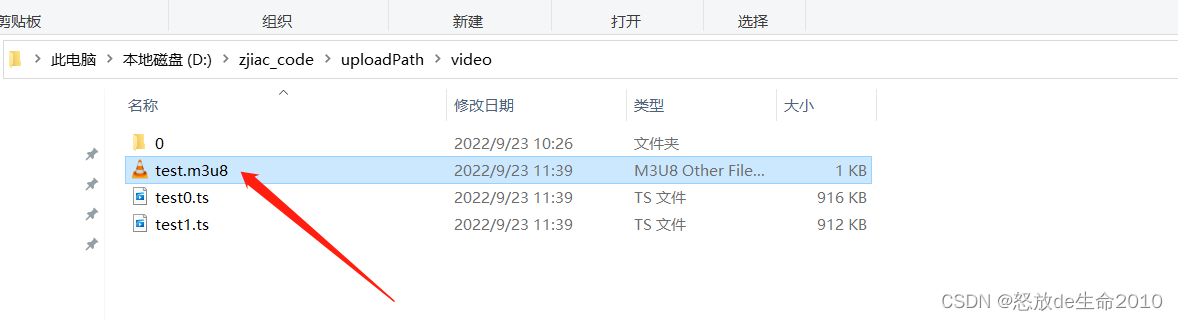 剪贴板 组织 新建 打开 选择
此电脑 本地磁盘 (D:) zjiac_code uploadPath video
名称 修改日期 类型 大小
0 2022/9/23 10:26 文件夹
test.m3u8 2022/9/23 11:39 M3U8 Other File... 1 KB
test0.ts 2022/9/23 11:39 TS 文件 916 KB
test1.ts 2022/9/23 11:39 TS 文件 912 KB
CSDN @怒放de生命2010